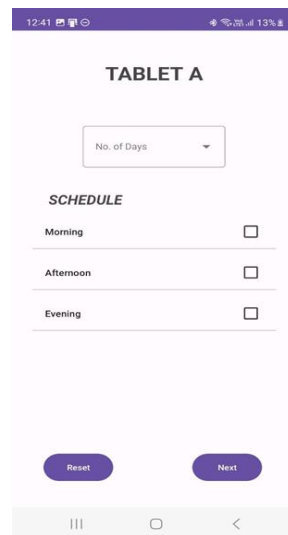 12:41 13%
TABLET A
No. of Days
SCHEDULE
Morning
Afternoon
Evening
Reset Next